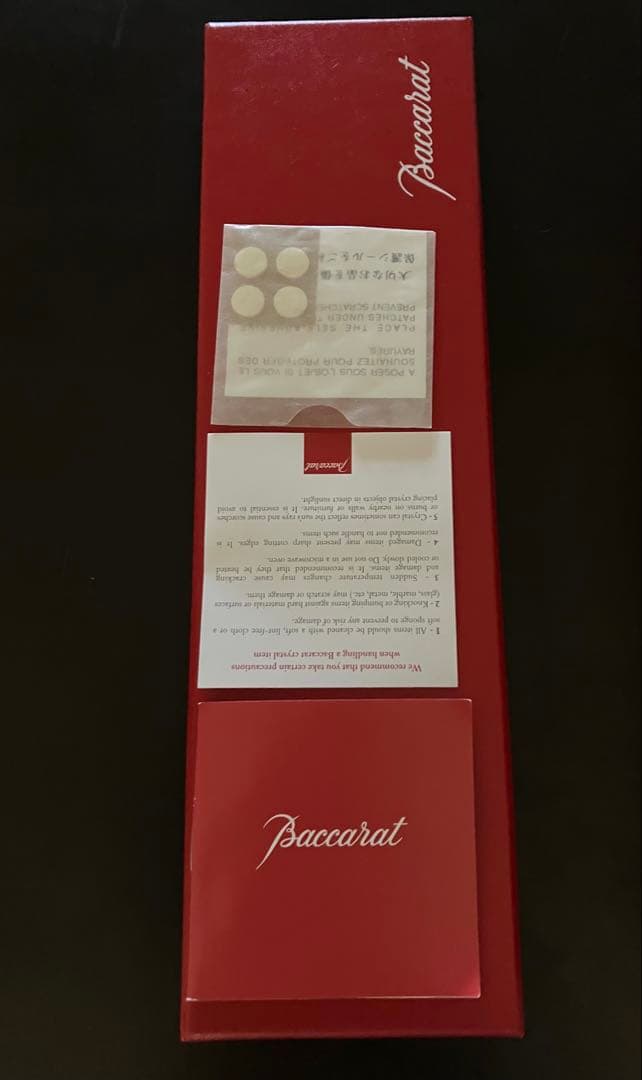 Baccarat
大切なお品を傷
保護シールをご
A POSER SOUS L'OBJET SI VOUS LE
SOUHAITEZ POUR PROTEGER DES
RAYURES.
PLACE THE SELF-ADHESIVE
PATCHES UNDER
PREVENT SCRATCHE
Baccarat
We recommend that you take certain precautions
when handling a Baccarat crystal item
1 - All items should be cleaned with a soft, lint-free cloth or a
soft sponge to prevent any risk of damage.
2 - Knocking or bumping items against hard materials or surfaces
(glass, marble, metal, etc.) may scratch or damage them.
3 - Sudden temperature changes may cause cracking
and damage items. It is recommended that they be heated
or cooled slowly. Do not use in a microwave oven.
4 - Damaged items may present sharp cutting edges. It is
recommended not to handle such items.
5 - Crystal can sometimes reflect the sun's rays and cause scorches
or burns on nearby walls or furniture. It is essential to avoid
placing crystal objects in direct sunlight.
Baccarat